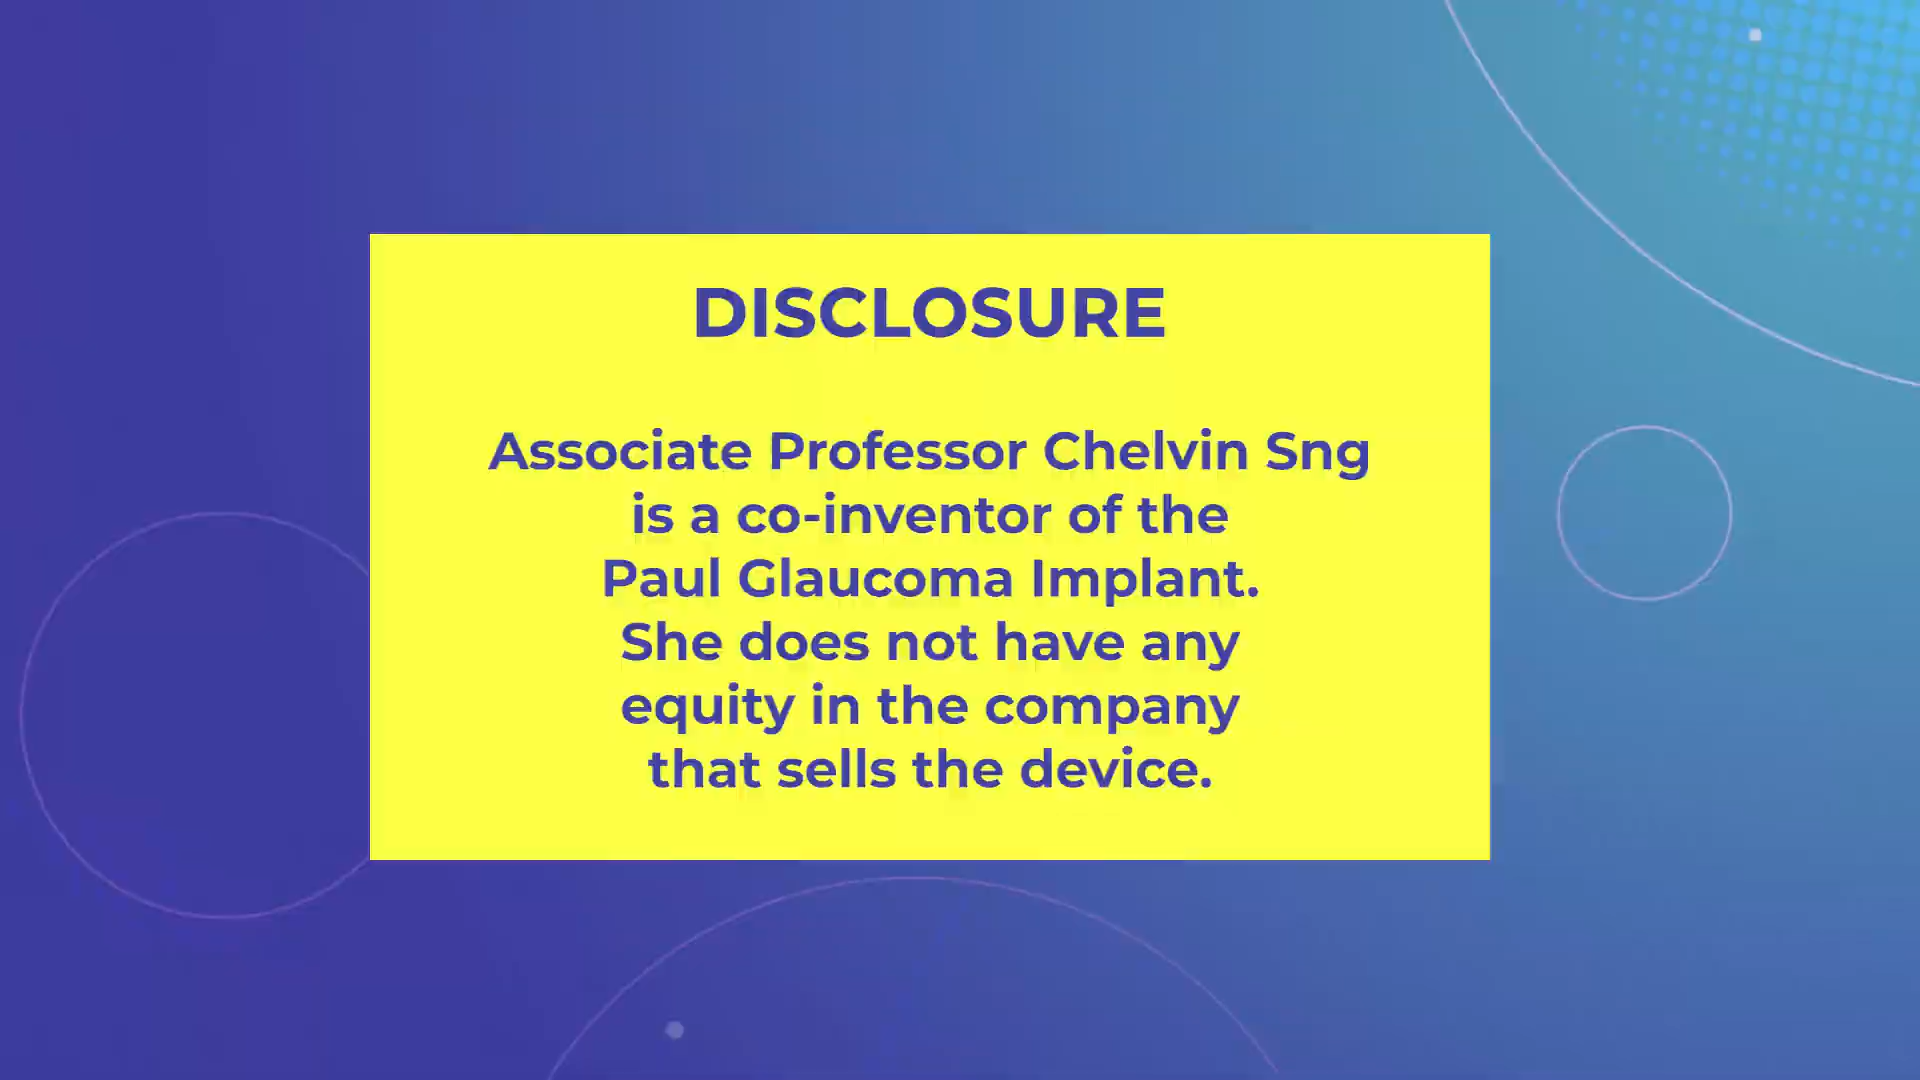 DISCLOSURE
Associate Professor Chelvin Sng
is a co-inventor of the
Paul Glaucoma Implant.
She does not have any
equity in the company
that sells the device.